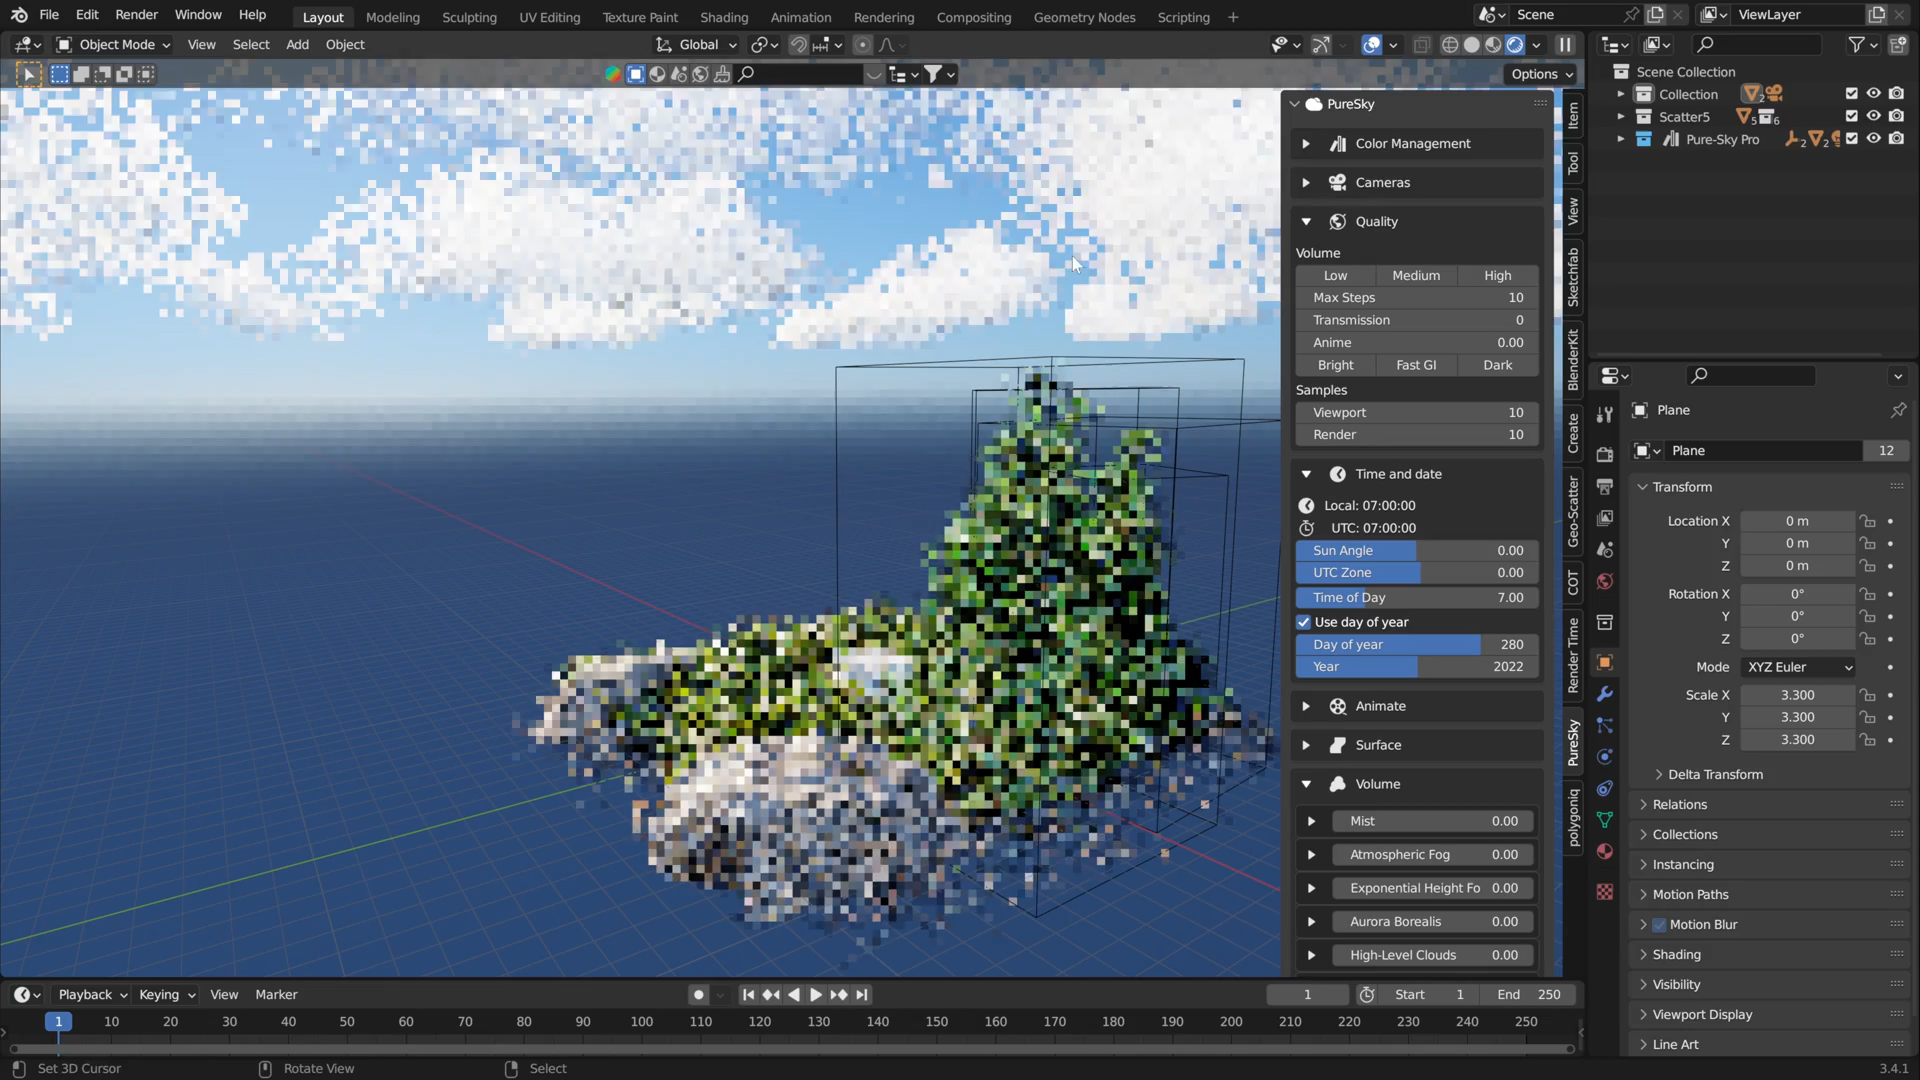 File Edit Render Window Help Layout Modeling Sculpting UV Editing Texture Paint Shading Animation Rendering Compositing Geometry Nodes Scripting + Scene ViewLayer
Object Mode View Select Add Object Global
Options
Scene Collection
Collection 2
Scatter5 5 6
Pure-Sky Pro 2 2
PureSky
Color Management
Cameras
Quality
Volume
Low Medium High
Max Steps 10
Transmission 0
Anime 0.00
Bright Fast GI Dark
Samples
Viewport 10
Render 10
Time and date
Local: 07:00:00
UTC: 07:00:00
Sun Angle 0.00
UTC Zone 0.00
Time of Day 7.00
Use day of year
Day of year 280
Year 2022
Animate
Surface
Volume
Mist 0.00
Atmospheric Fog 0.00
Exponential Height Fo 0.00
Aurora Borealis 0.00
High-Level Clouds 0.00
Item
Tool
View
Sketchfab
BlenderKit
Create
Geo-Scatter
COT
Render Time
PureSky
polygoniq
Plane
Plane 12
Transform
Location X 0 m
Y 0 m
Z 0 m
Rotation X 0°
Y 0°
Z 0°
Mode XYZ Euler
Scale X 3.300
Y 3.300
Z 3.300
Delta Transform
Relations
Collections
Instancing
Motion Paths
Motion Blur
Shading
Visibility
Viewport Display
Line Art
Playback Keying View Marker 1 Start 1 End 250
1 10 20 30 40 50 60 70 80 90 100 110 120 130 140 150 160 170 180 190 200 210 220 230 240 250
Set 3D Cursor Rotate View Select 3.4.1